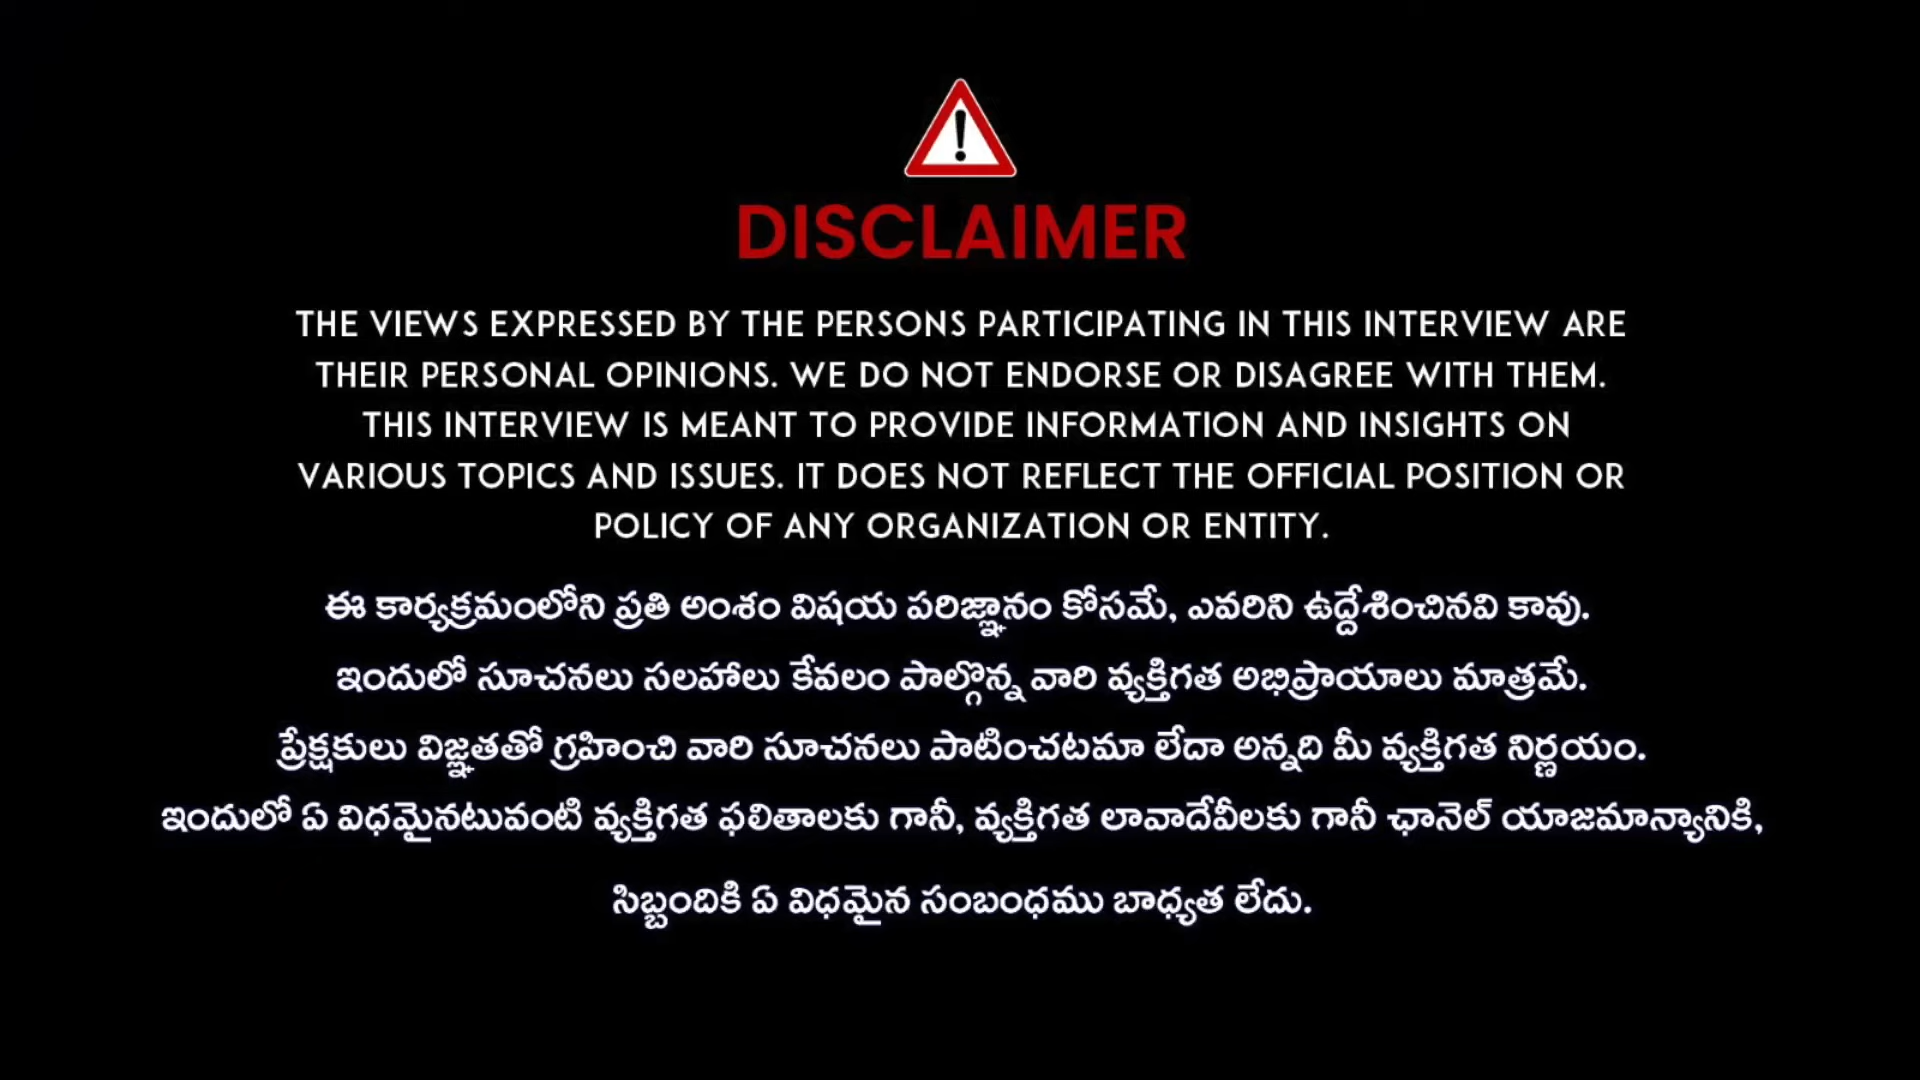 DISCLAIMER
THE VIEWS EXPRESSED BY THE PERSONS PARTICIPATING IN THIS INTERVIEW ARE
THEIR PERSONAL OPINIONS. WE DO NOT ENDORSE OR DISAGREE WITH THEM.
THIS INTERVIEW IS MEANT TO PROVIDE INFORMATION AND INSIGHTS ON
VARIOUS TOPICS AND ISSUES. IT DOES NOT REFLECT THE OFFICIAL POSITION OR
POLICY OF ANY ORGANIZATION OR ENTITY.
ఈ కార్యక్రమంలోని ప్రతి అంశం విషయ పరిజ్ఞానం కోసమే, ఎవరిని ఉద్దేశించినవి కావు.
ఇందులో సూచనలు సలహాలు కేవలం పాల్గొన్న వారి వ్యక్తిగత అభిప్రాయాలు మాత్రమే.
ప్రేక్షకులు విజ్ఞతతో గ్రహించి వారి సూచనలు పాటించటమా లేదా అన్నది మీ వ్యక్తిగత నిర్ణయం.
ఇందులో ఏ విధమైనటువంటి వ్యక్తిగత ఫలితాలకు గానీ, వ్యక్తిగత లావాదేవీలకు గానీ ఛానెల్ యాజమాన్యానికి,
సిబ్బందికి ఏ విధమైన సంబంధము బాధ్యత లేదు.